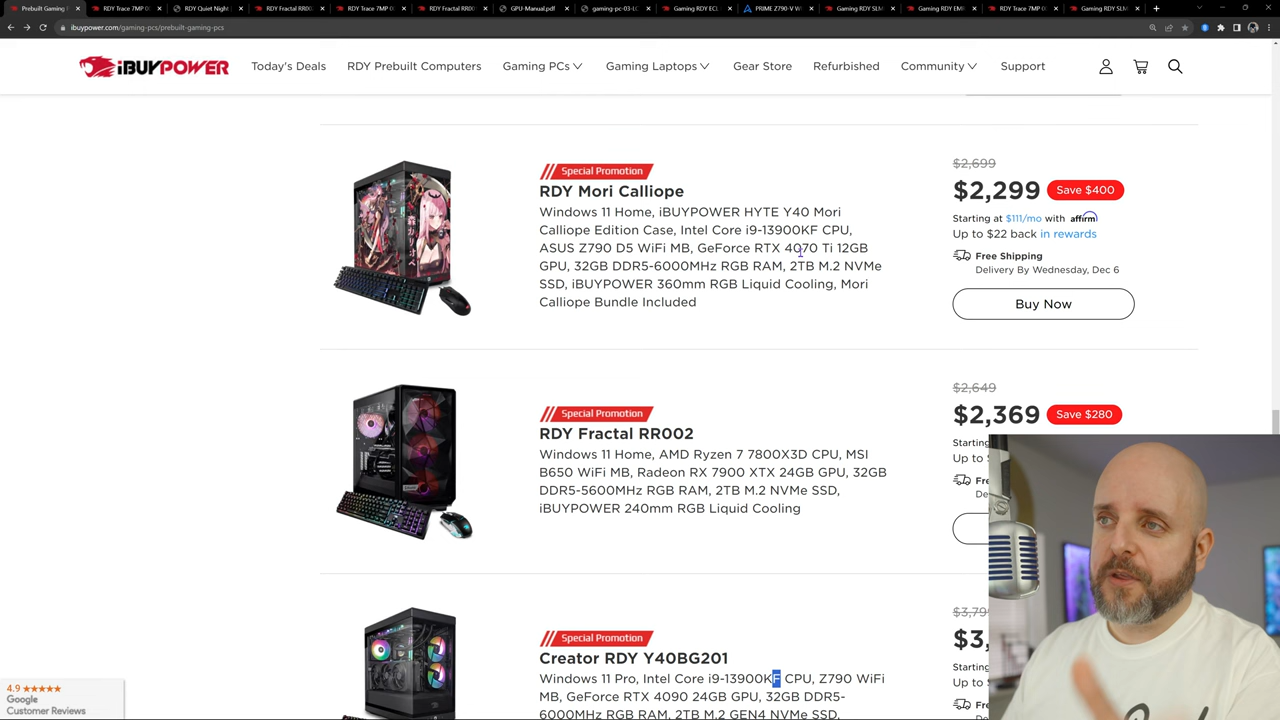 Prebuilt Gaming P
RDY Trace 7MP 0
RDY Quiet Night
RDY Fractal RR00
RDY Trace 7MP 0
RDY Fractal RR00
GPU-Manual.pdf
gaming-pc-03-LC
Gaming RDY ECL
PRIME Z790-V W
Gaming RDY SLM
Gaming RDY EM
RDY Trace 7MP 0
Gaming RDY SLM
ibuypower.com/gaming-pcs/prebuilt-gaming-pcs
iBUYPOWER
Today's Deals
RDY Prebuilt Computers
Gaming PCs
Gaming Laptops
Gear Store
Refurbished
Community
Support
Special Promotion
RDY Mori Calliope
Windows 11 Home, iBUYPOWER HYTE Y40 Mori
Calliope Edition Case, Intel Core i9-13900KF CPU,
ASUS Z790 D5 WiFi MB, GeForce RTX 4070 Ti 12GB
GPU, 32GB DDR5-6000MHz RGB RAM, 2TB M.2 NVMe
SSD, iBUYPOWER 360mm RGB Liquid Cooling, Mori
Calliope Bundle Included
$2,699
$2,299 Save $400
Starting at $111/mo with affirm
Up to $22 back in rewards
Free Shipping
Delivery By Wednesday, Dec 6
Buy Now
Special Promotion
RDY Fractal RR002
Windows 11 Home, AMD Ryzen 7 7800X3D CPU, MSI
B650 WiFi MB, Radeon RX 7900 XTX 24GB GPU, 32GB
DDR5-5600MHz RGB RAM, 2TB M.2 NVMe SSD,
iBUYPOWER 240mm RGB Liquid Cooling
$2,649
$2,369 Save $280
Starting
Up to
Special Promotion
Creator RDY Y40BG201
Windows 11 Pro, Intel Core i9-13900KF CPU, Z790 WiFi
MB, GeForce RTX 4090 24GB GPU, 32GB DDR5-
6000MHz RGB RAM, 2TB M.2 GEN4 NVMe SSD,
$3,79
$3,
Starting
Up to
4.9 ★★★★★
Google
Customer Reviews